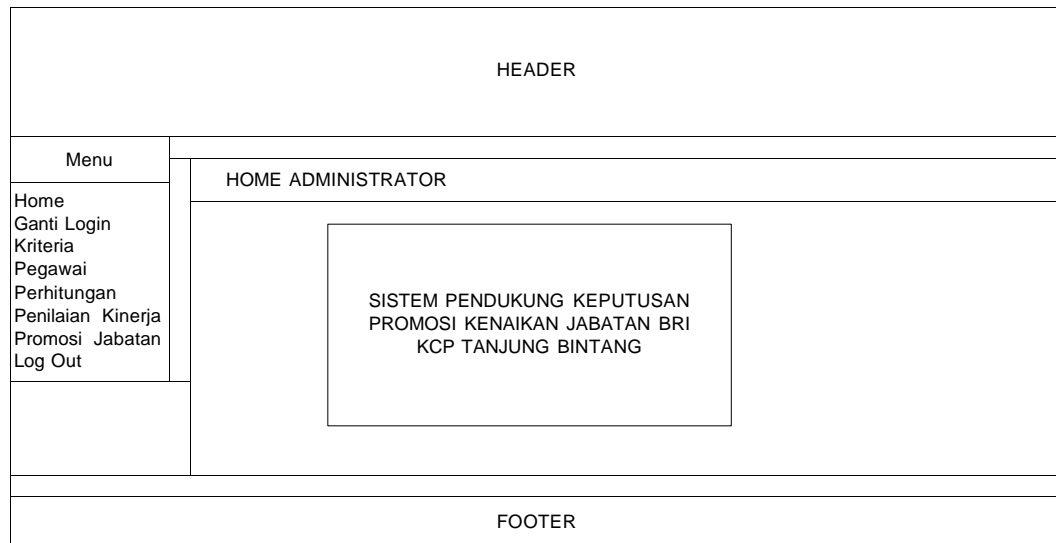 HEADER
Menu
HOME ADMINISTRATOR
Home
Ganti Login
Kriteria
Pegawai
Perhitungan
Penilaian Kinerja
Promosi Jabatan
Log Out
SISTEM PENDUKUNG KEPUTUSAN
PROMOSI KENAIKAN JABATAN BRI
KCP TANJUNG BINTANG
FOOTER